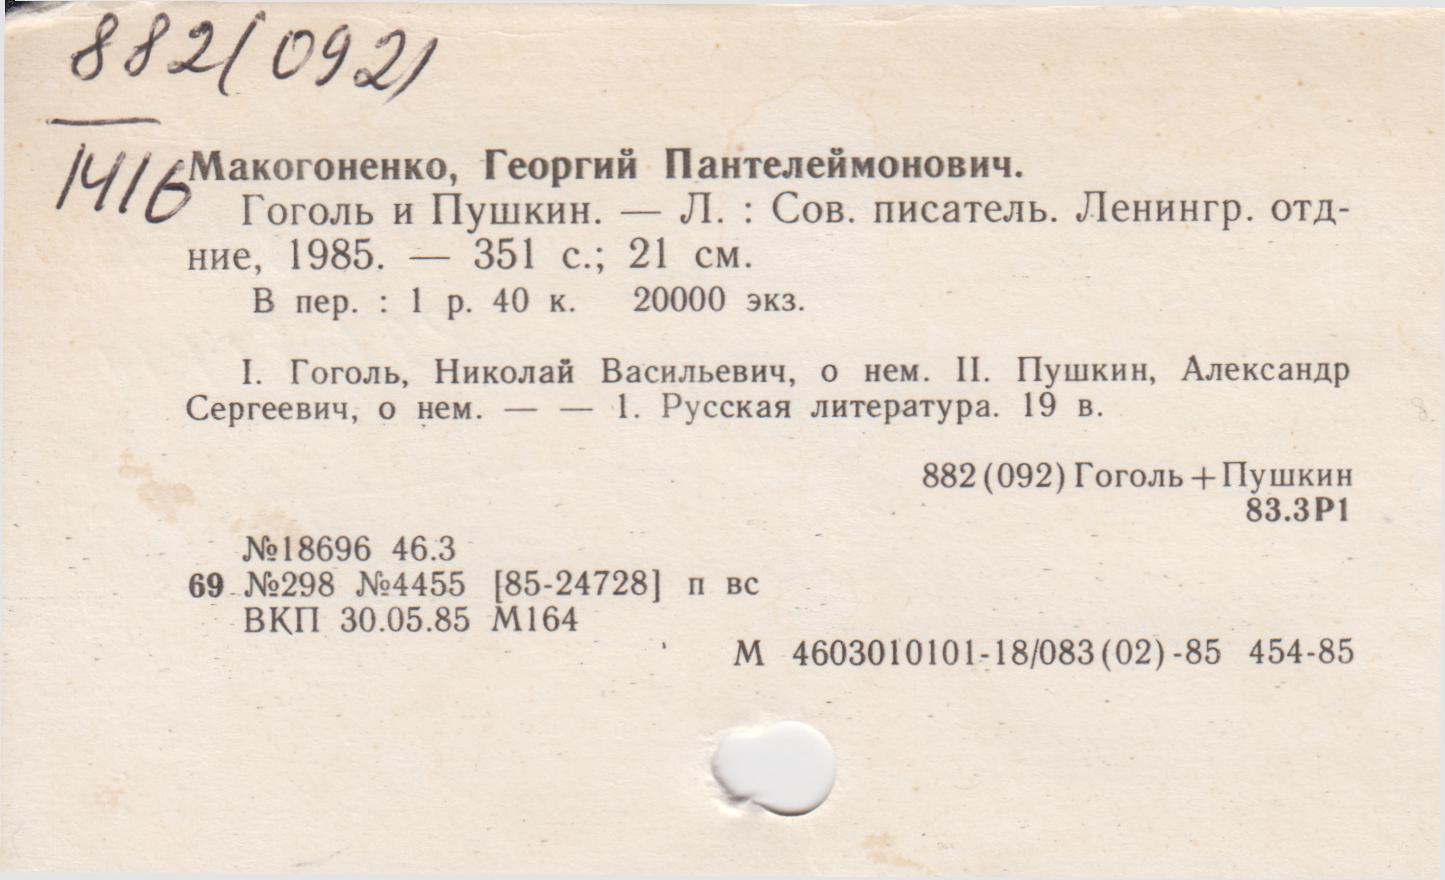 882(092)
1416
Макогоненко, Георгий Пантелеймонович.
Гоголь и Пушкин. — Л. : Сов. писатель. Ленингр. отд-
ние, 1985. — 351 с.; 21 см.
В пер. : 1 р. 40 к. 20000 экз.
I. Гоголь, Николай Васильевич, о нем. II. Пушкин, Александр
Сергеевич, о нем. — — 1. Русская литература. 19 в.
882(092) Гоголь+Пушкин
83.3Р1
№18696 46.3
69 №298 №4455 [85-24728] п вс
ВКП 30.05.85 М164
М 4603010101-18/083(02)-85 454-85